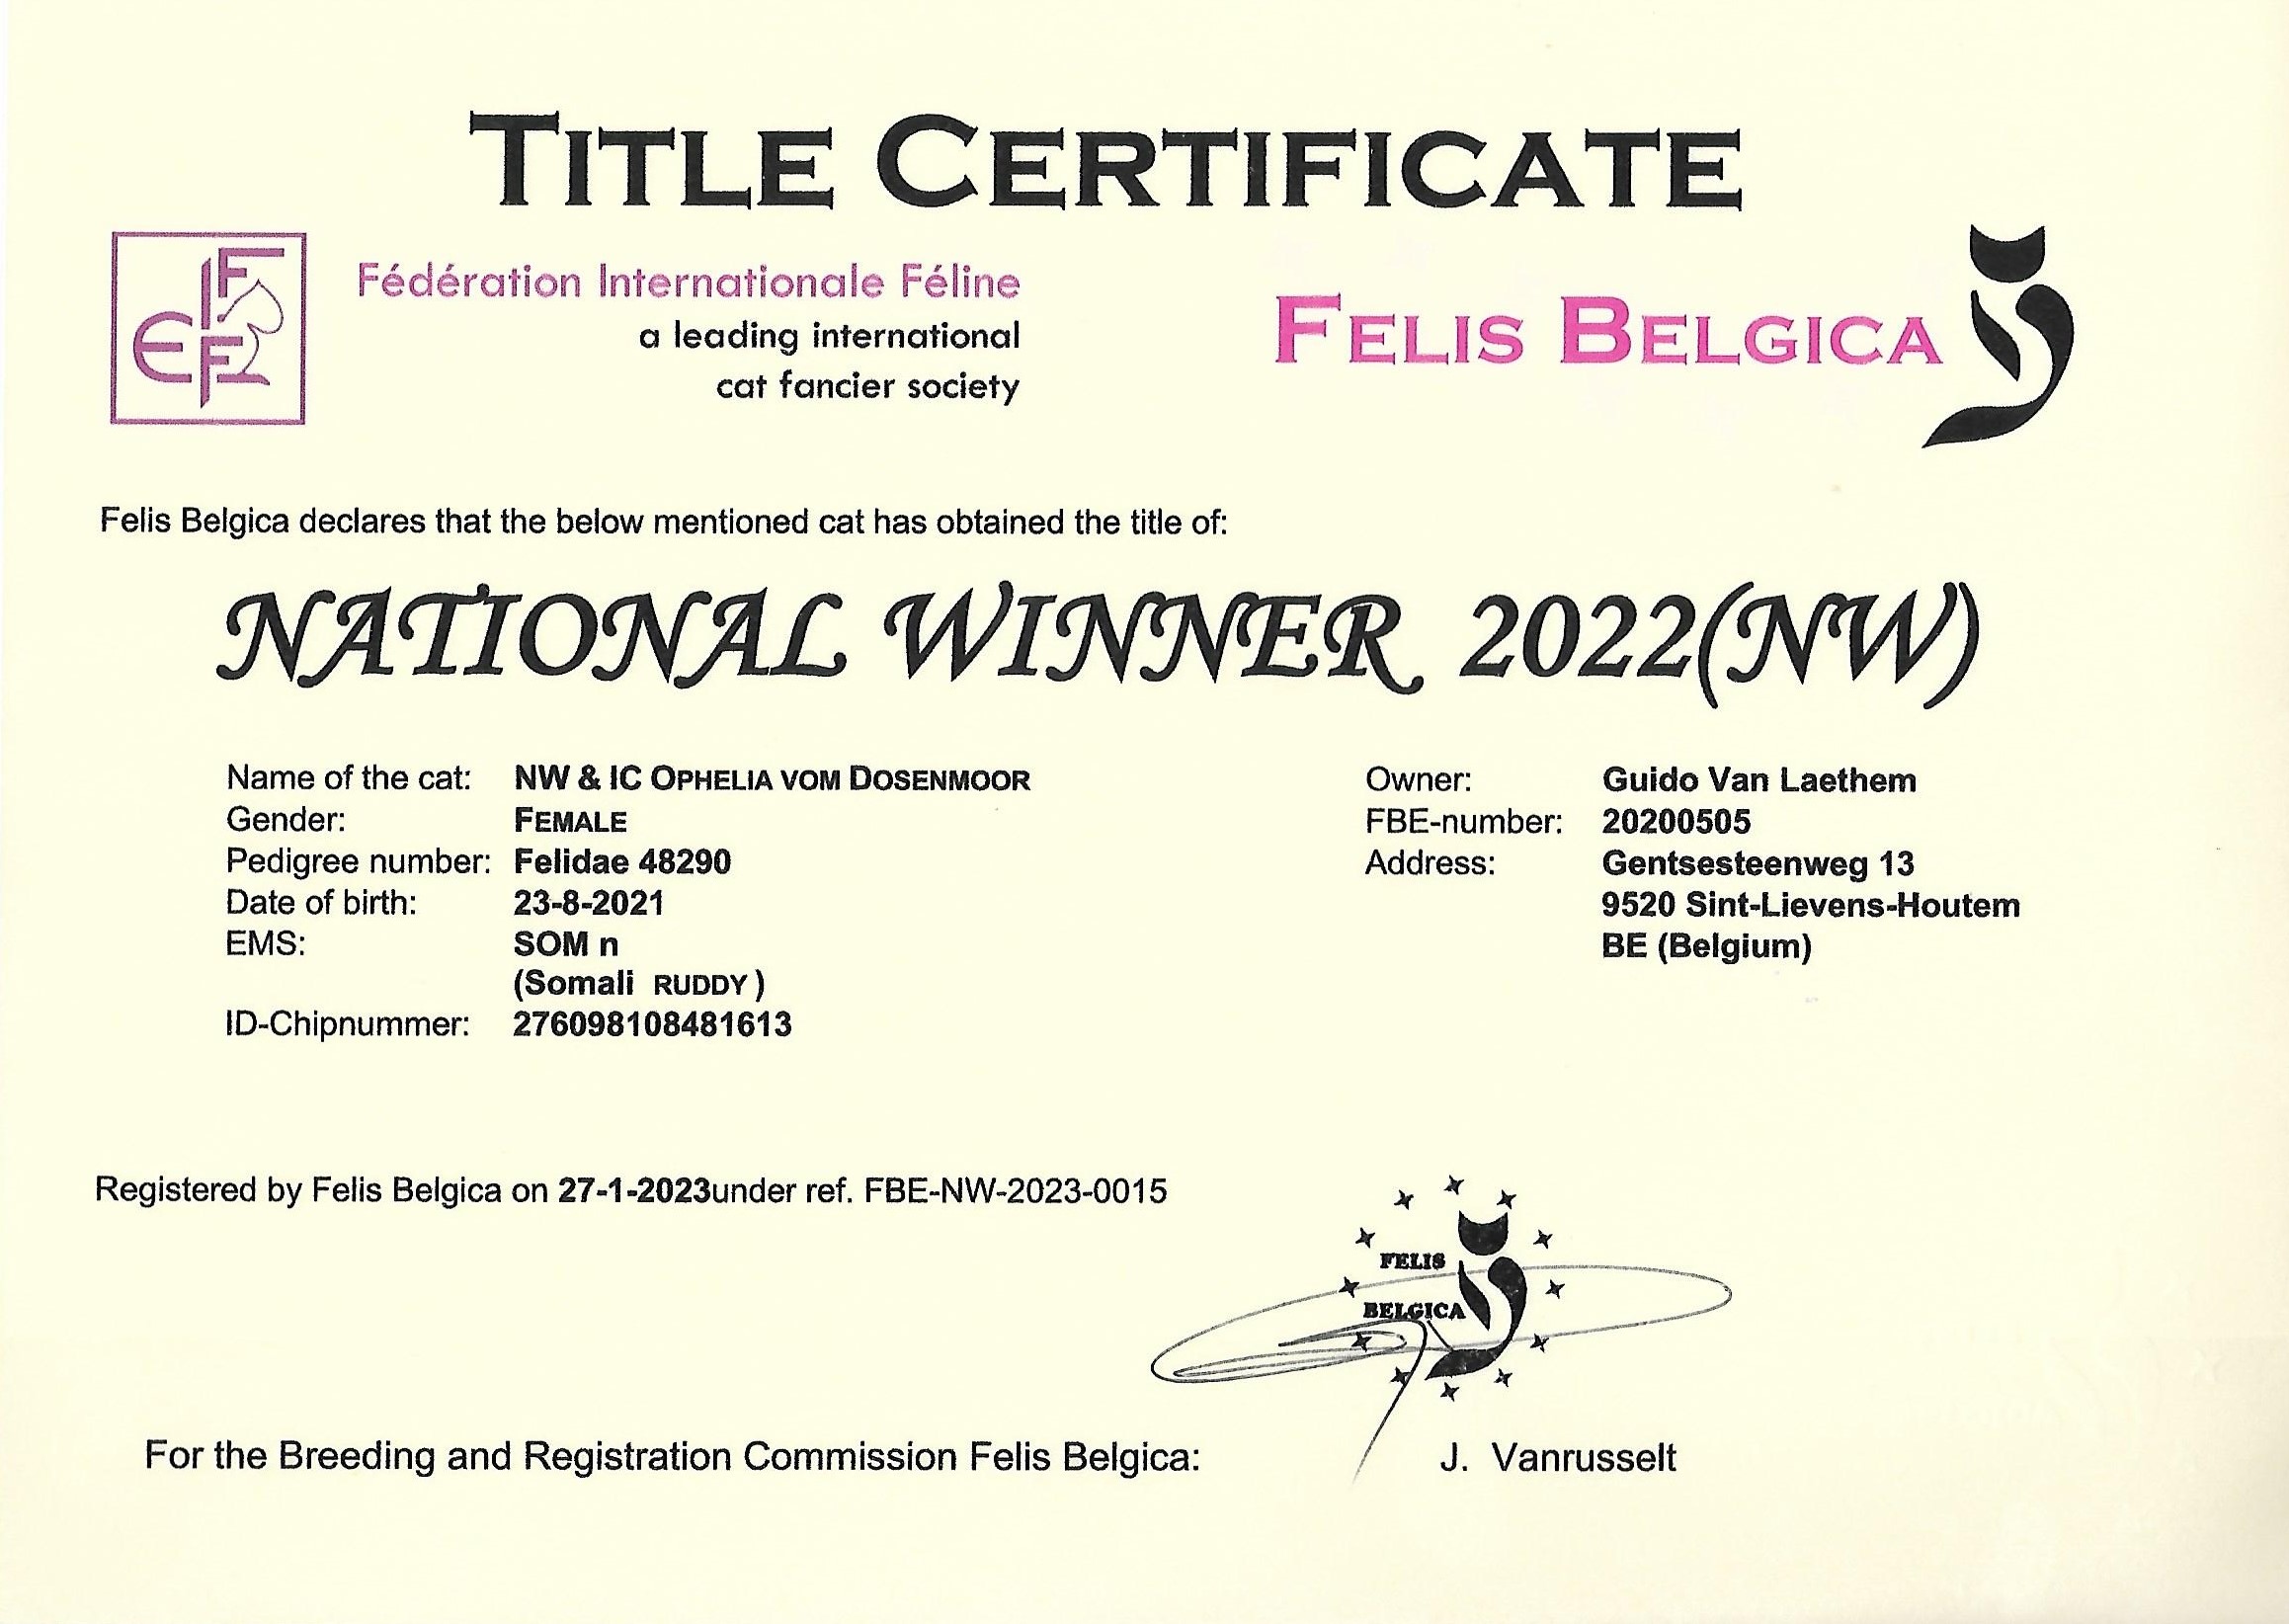 TITLE CERTIFICATE
FIFE
Fédération Internationale Féline
a leading international
cat fancier society
FELIS BELGICA
Felis Belgica declares that the below mentioned cat has obtained the title of:
NATIONAL WINNER 2022(NW)
Name of the cat: NW & IC OPHELIA VOM DOSENMOOR
Gender: FEMALE
Pedigree number: Felidae 48290
Date of birth: 23-8-2021
EMS: SOM n
(Somali RUDDY )
ID-Chipnummer: 276098108481613
Owner: Guido Van Laethem
FBE-number: 20200505
Address: Gentsesteenweg 13
9520 Sint-Lievens-Houtem
BE (Belgium)
Registered by Felis Belgica on 27-1-2023under ref. FBE-NW-2023-0015
FELIS
BELGICA
For the Breeding and Registration Commission Felis Belgica: J. Vanrusselt